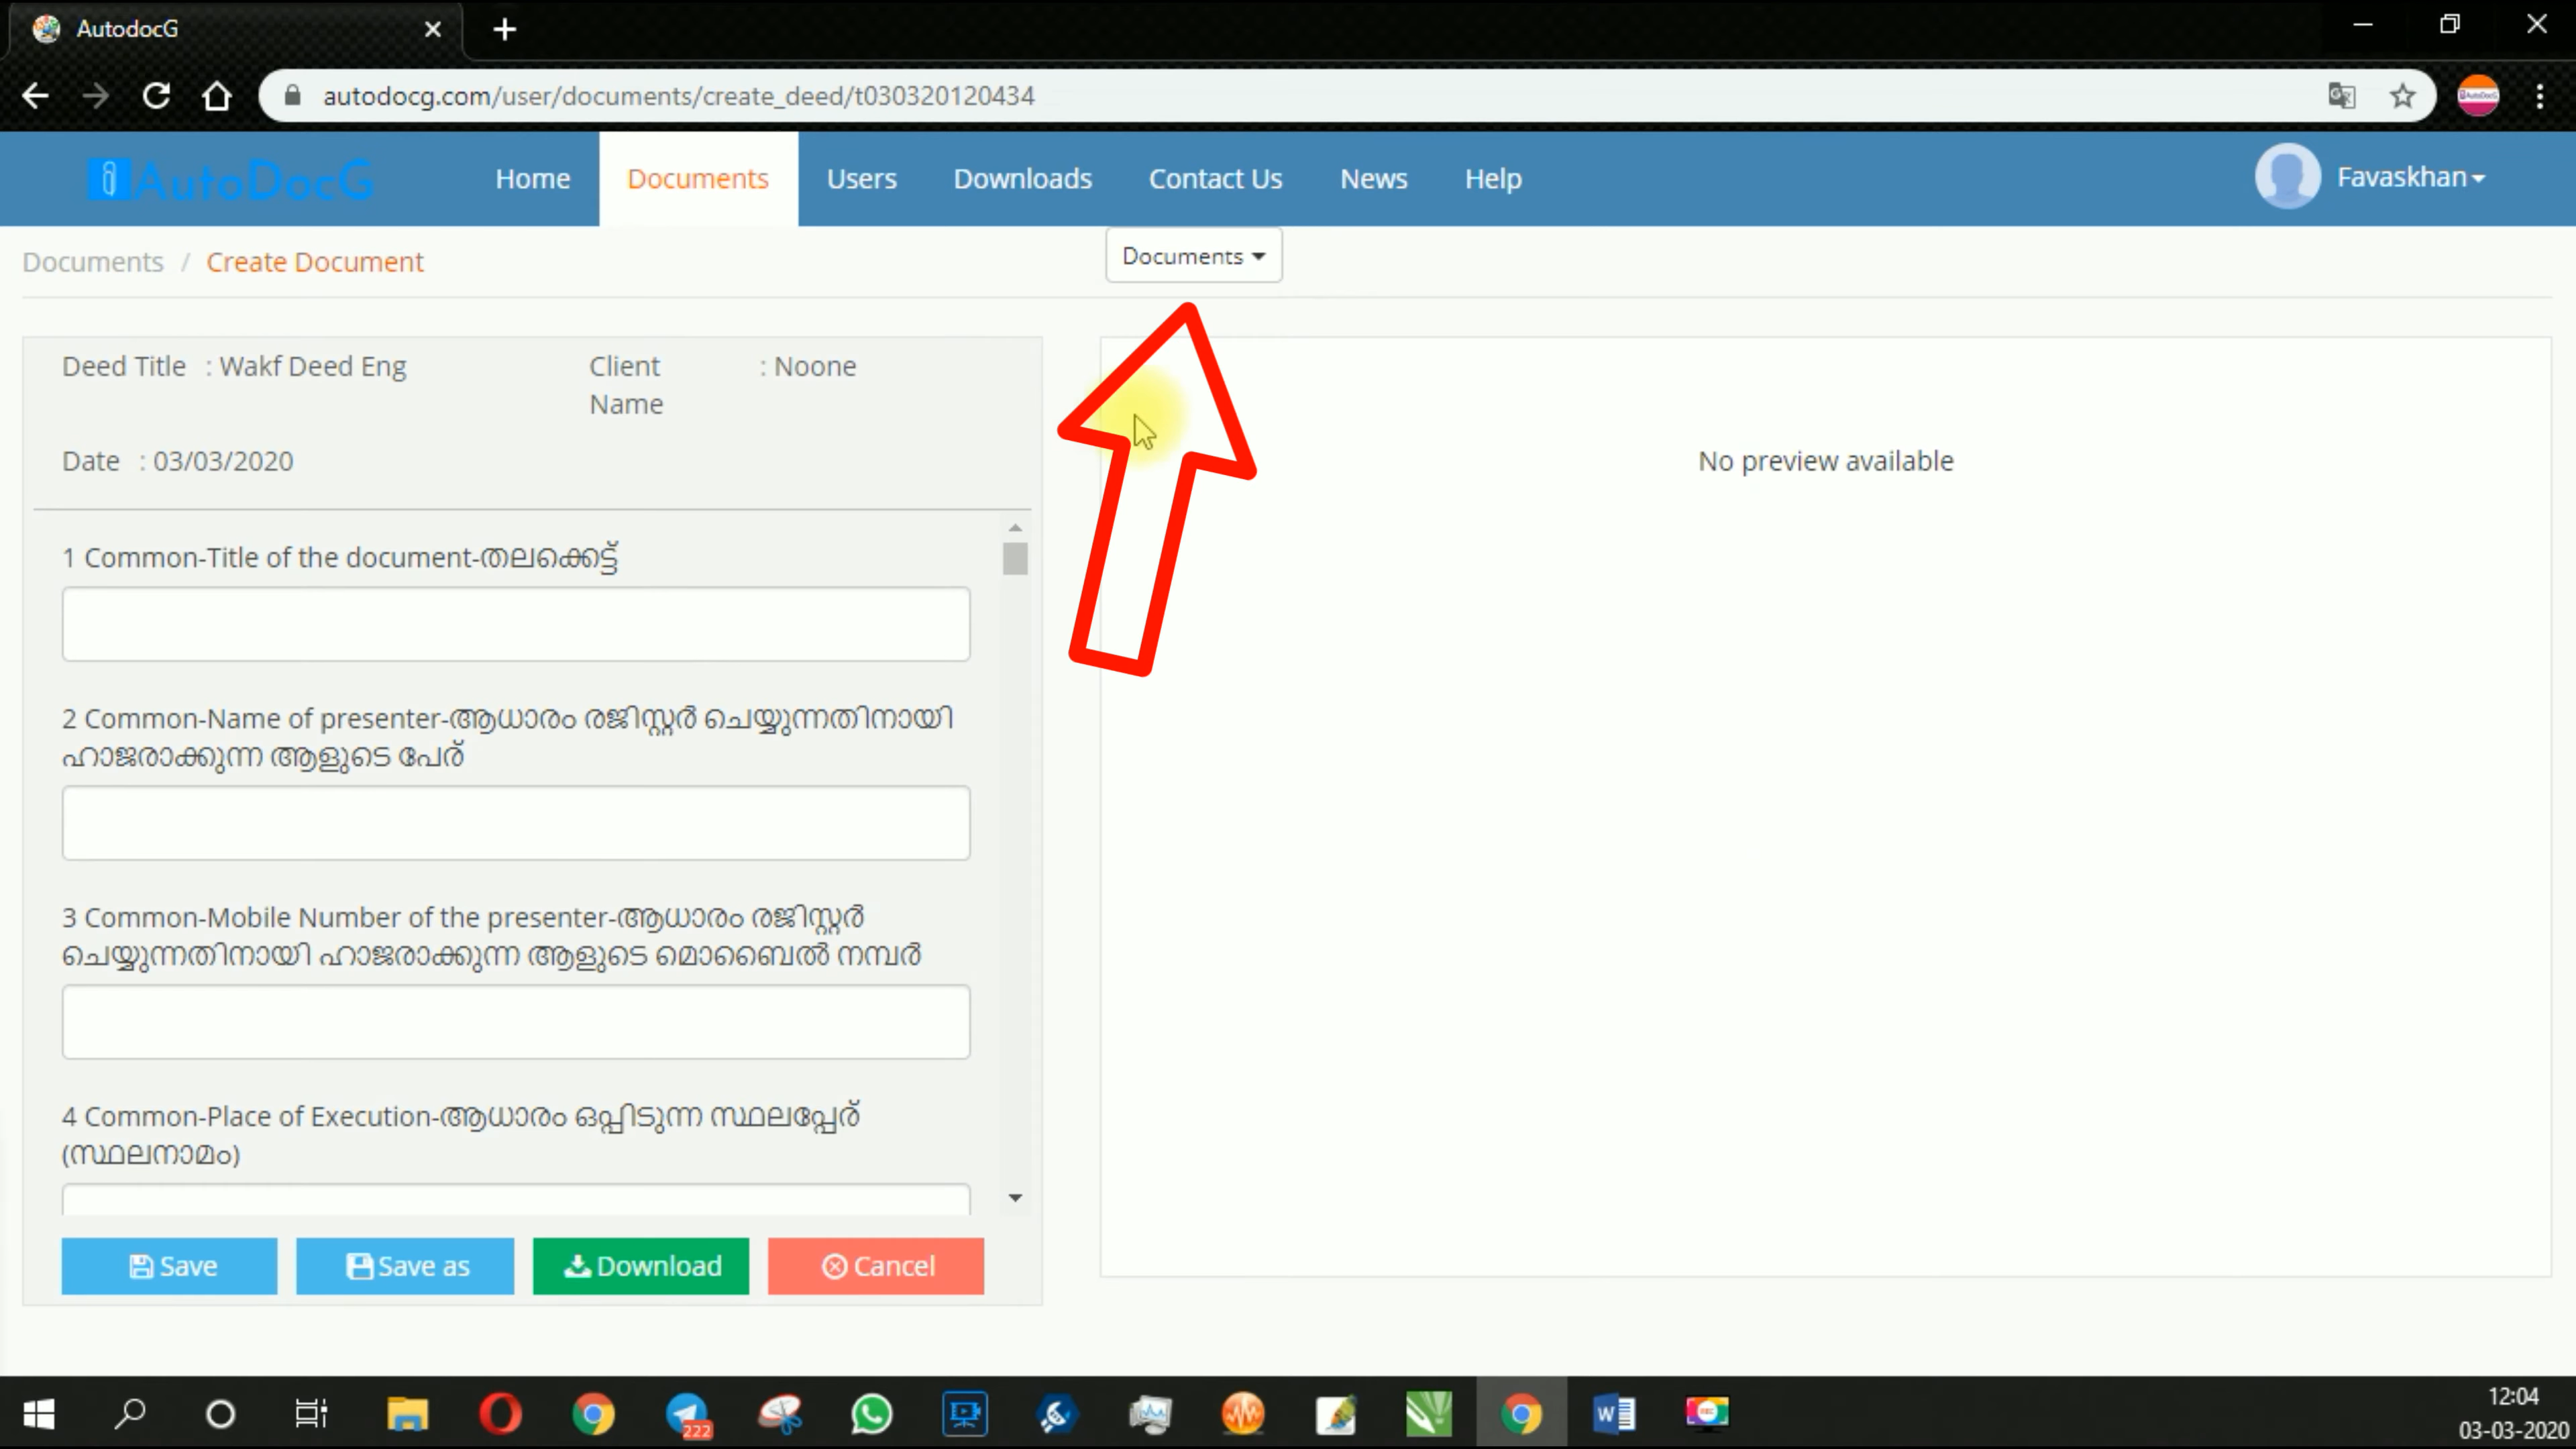 AutodocG
autodocg.com/user/documents/create_deed/t030320120434
AutoDocG
Home Documents Users Downloads Contact Us News Help Favaskhan
Documents / Create Document
Documents
Deed Title : Wakf Deed Eng
Client Name : Noone
Date : 03/03/2020
No preview available
1 Common-Title of the document-തലക്കെട്ട്
2 Common-Name of presenter-ആധാരം രജിസ്റ്റർ ചെയ്യുന്നതിനായി
ഹാജരാക്കുന്ന ആളുടെ പേര്
3 Common-Mobile Number of the presenter-ആധാരം രജിസ്റ്റർ
ചെയ്യുന്നതിനായി ഹാജരാക്കുന്ന ആളുടെ മൊബൈൽ നമ്പർ
4 Common-Place of Execution-ആധാരം ഒപ്പിടുന്ന സ്ഥലപ്പേര്
(സ്ഥലനാമം)
Save Save as Download Cancel
222
12:04
03-03-2020